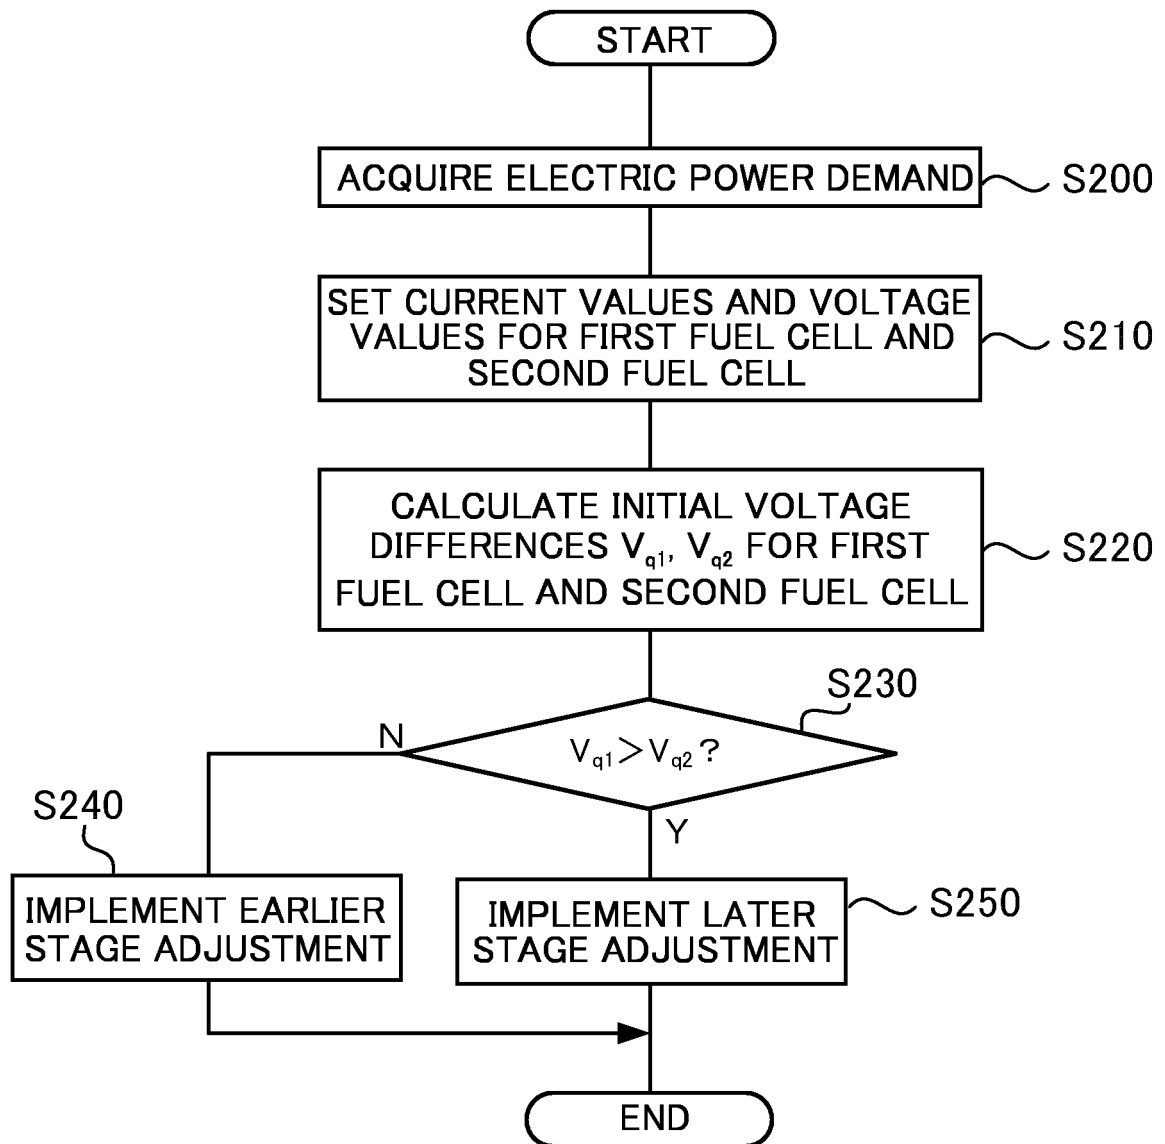 START
ACQUIRE ELECTRIC POWER DEMAND
S200
SET CURRENT VALUES AND VOLTAGE
VALUES FOR FIRST FUEL CELL AND
SECOND FUEL CELL
S210
CALCULATE INITIAL VOLTAGE
DIFFERENCES Vq1, Vq2 FOR FIRST
FUEL CELL AND SECOND FUEL CELL
S220
S230
Vq1>Vq2?
N
Y
S240
IMPLEMENT EARLIER
STAGE ADJUSTMENT
IMPLEMENT LATER
STAGE ADJUSTMENT
S250
END